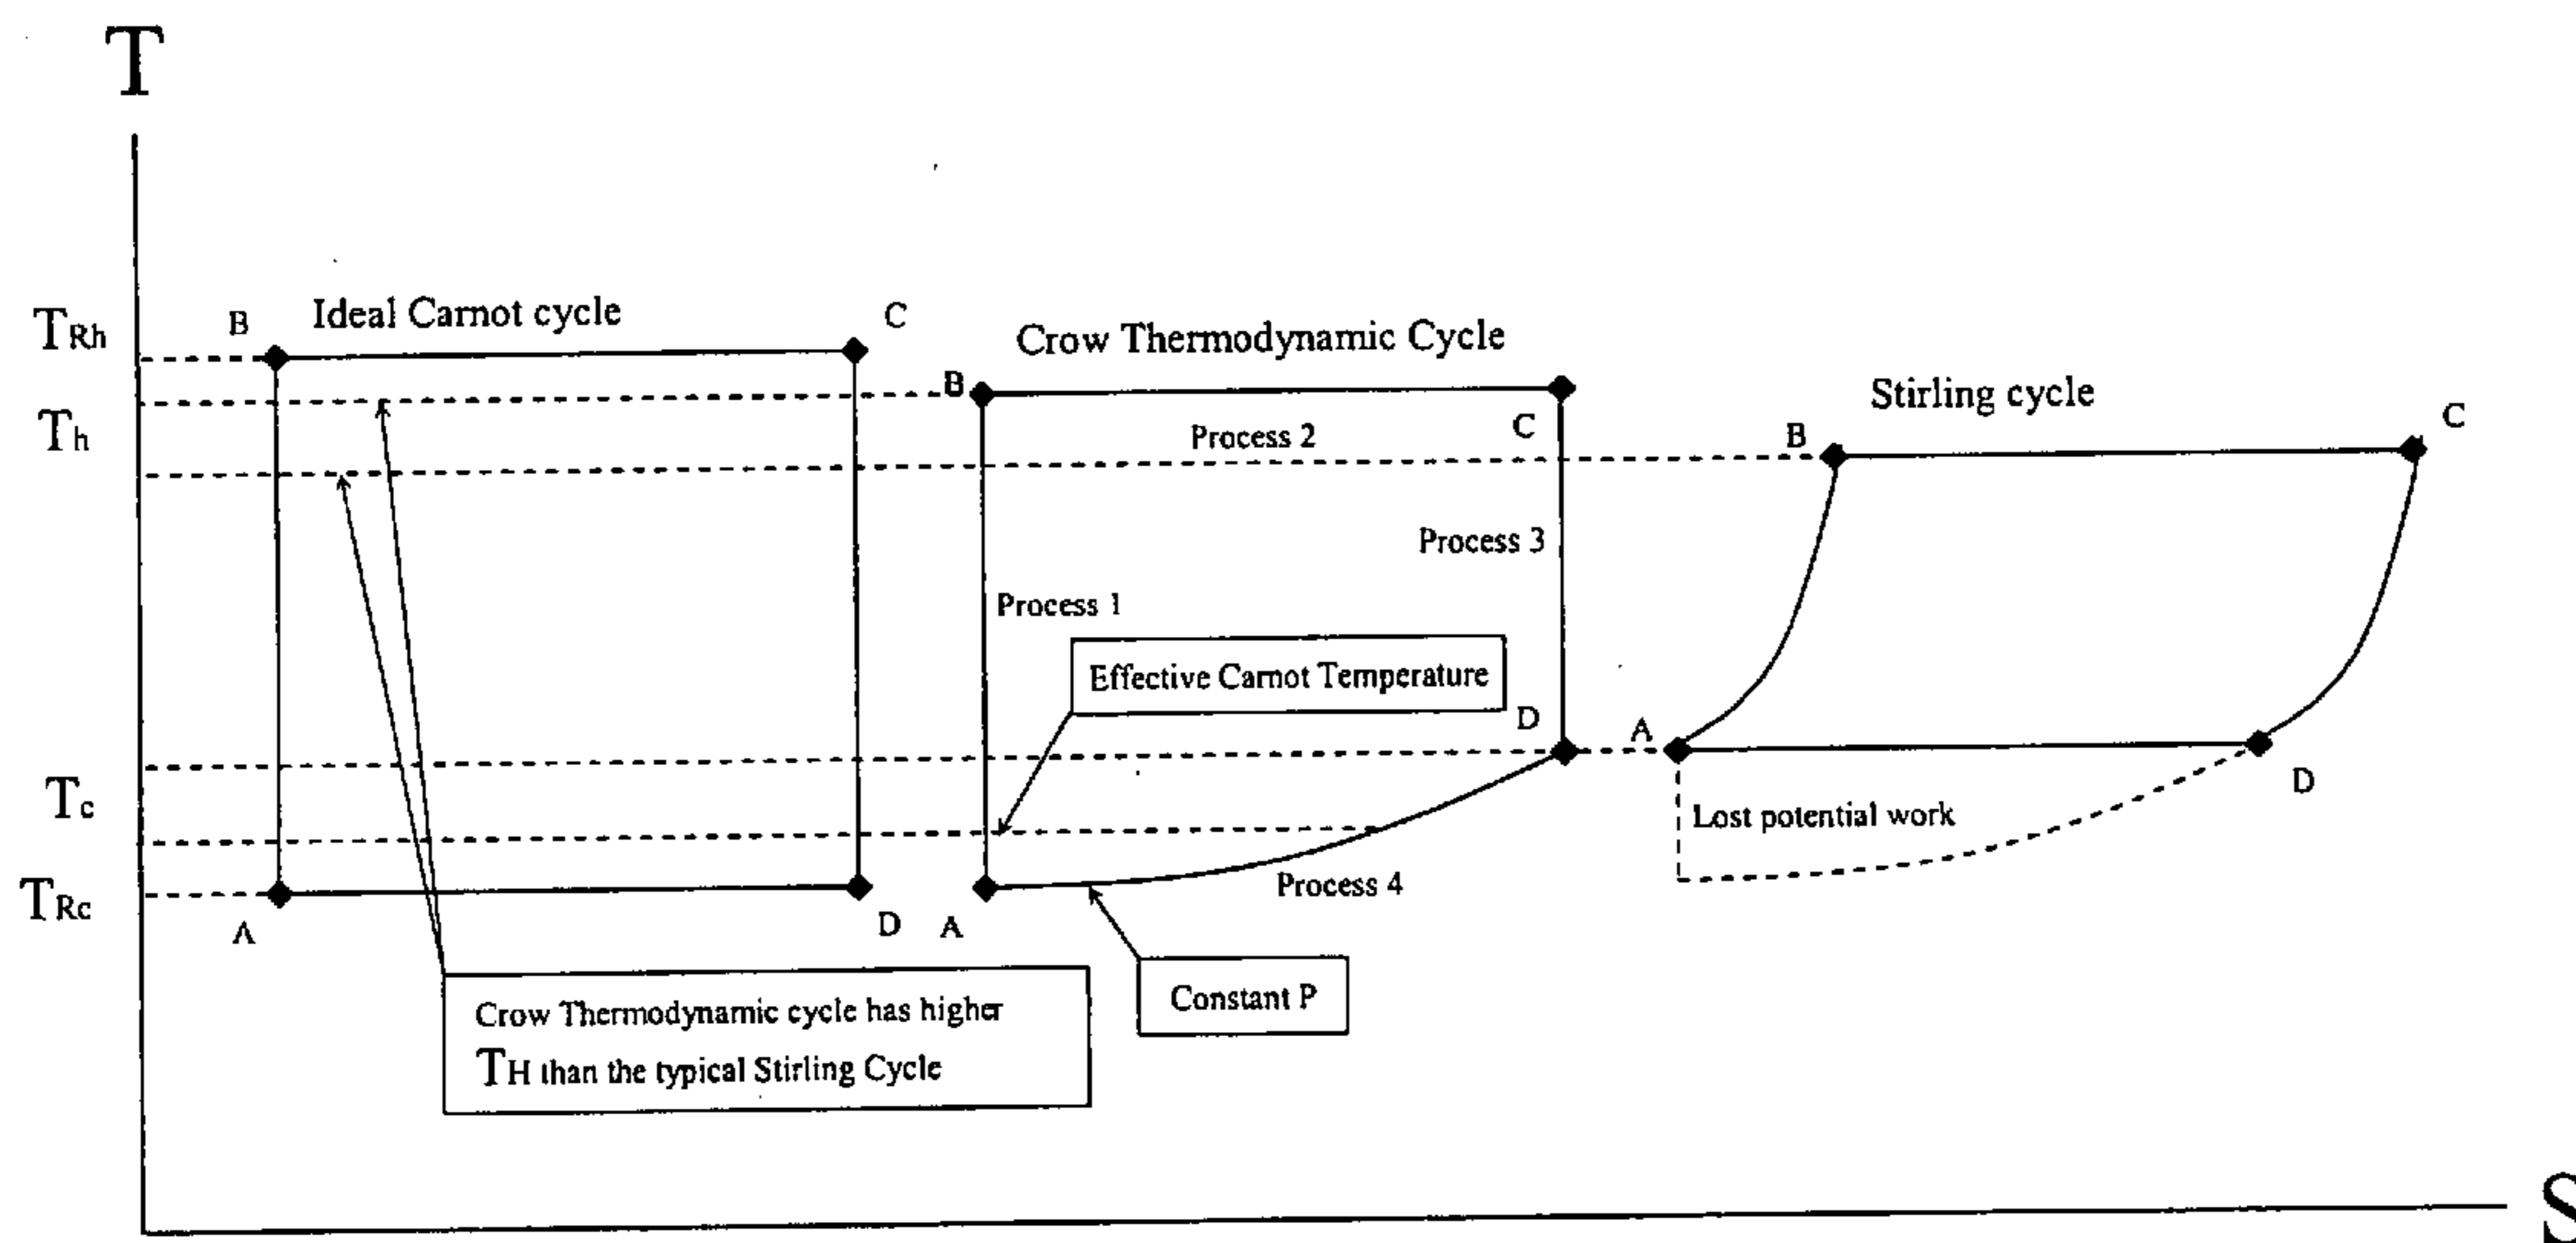 T
Ideal Carnot cycle
B
C
TRh
Crow Thermodynamic Cycle
B
Stirling cycle
Th
C
Process 2
B
C
Process 3
Process 1
Effective Carnot Temperature
D
A
D
Tc
Lost potential work
TRc
Process 4
A
D
A
Constant P
Crow Thermodynamic cycle has higher
TH than the typical Stirling Cycle
S